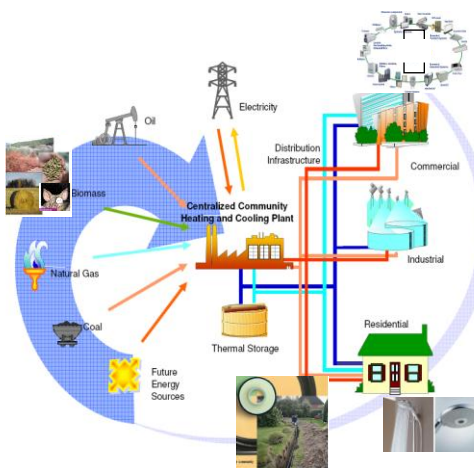 Electricity
Oil
Distribution
Infrastructure
Commercial
Biomass
Centralized Community
Heating and Cooling Plant
Industrial
Natural Gas
Coal
Thermal Storage
Residential
Future
Energy
Sources